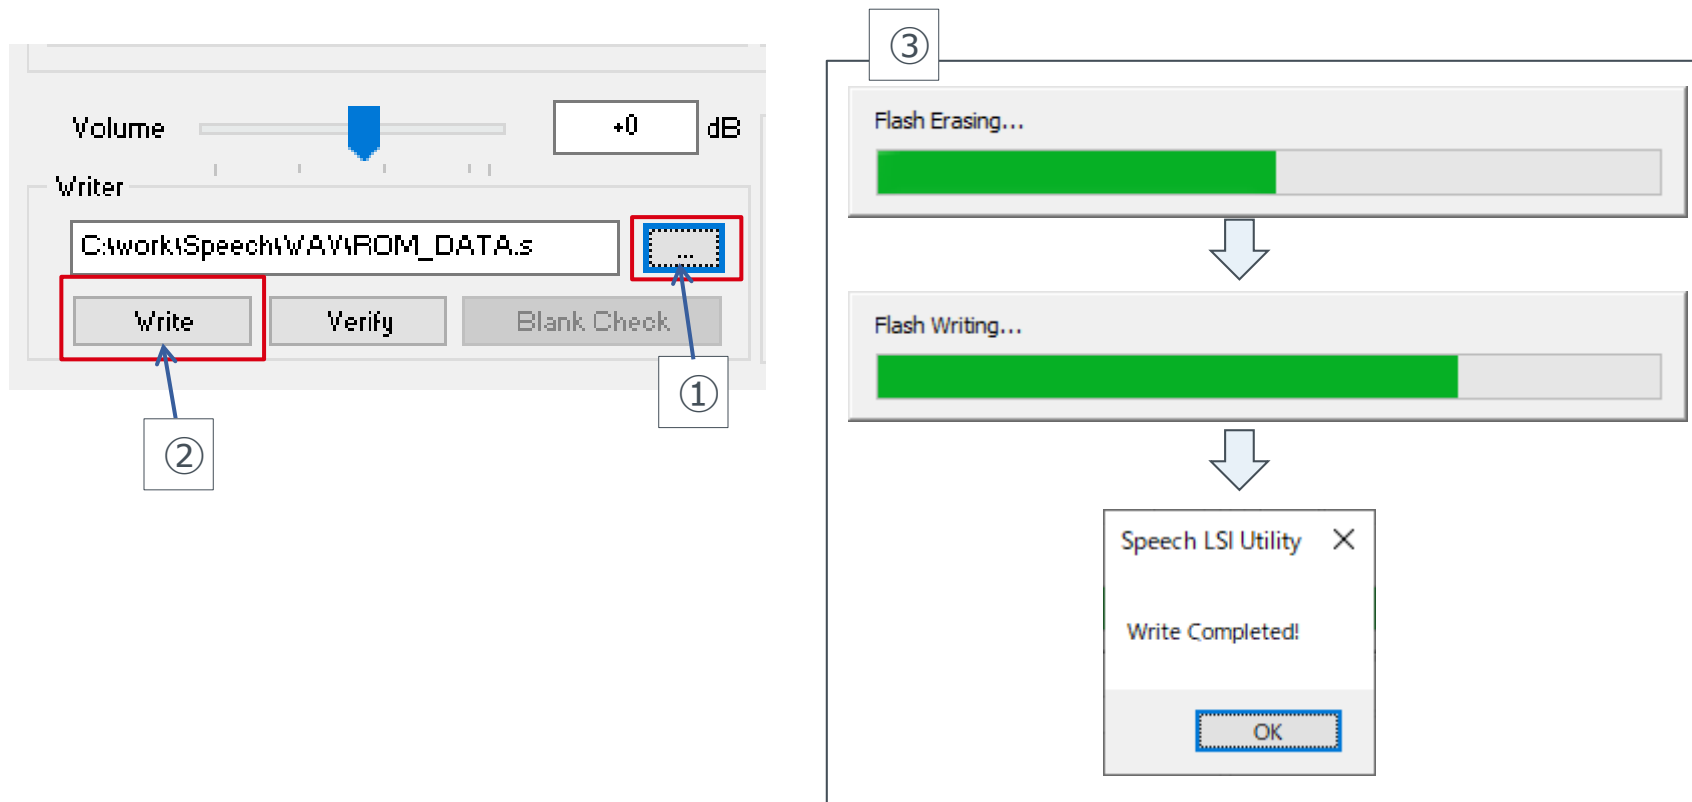 Volume
+0
dB
Writer
C:\work\Speech\WAV\ROM_DATA.s
...
Write
Verify
Blank Check
①
②
③
Flash Erasing...
Flash Writing...
Speech LSI Utility
Write Completed!
OK